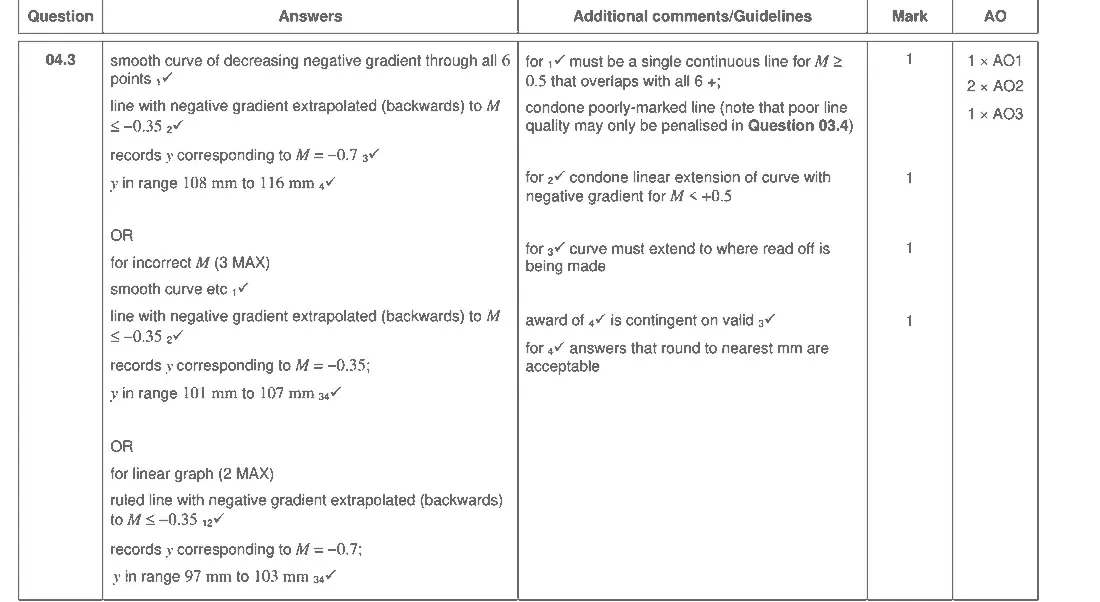 Question Answers Additional comments/Guidelines Mark AO
04.3
smooth curve of decreasing negative gradient through all 6
points ₁✓
line with negative gradient extrapolated (backwards) to M
≤ −0.35 ₂✓
records y corresponding to M = −0.7 ₃✓
y in range 108 mm to 116 mm ₄✓
OR
for incorrect M (3 MAX)
smooth curve etc ₁✓
line with negative gradient extrapolated (backwards) to M
≤ −0.35 ₂✓
records y corresponding to M = −0.35;
y in range 101 mm to 107 mm ₃₄✓
OR
for linear graph (2 MAX)
ruled line with negative gradient extrapolated (backwards)
to M ≤ −0.35 ₁₂✓
records y corresponding to M = −0.7;
y in range 97 mm to 103 mm ₃₄✓
for ₁✓ must be a single continuous line for M ≥
0.5 that overlaps with all 6 +;
condone poorly-marked line (note that poor line
quality may only be penalised in Question 03.4)
for ₂✓ condone linear extension of curve with
negative gradient for M < +0.5
for ₃✓ curve must extend to where read off is
being made
award of ₄✓ is contingent on valid ₃✓
for ₄✓ answers that round to nearest mm are
acceptable
1
1
1
1
1 × AO1
2 × AO2
1 × AO3